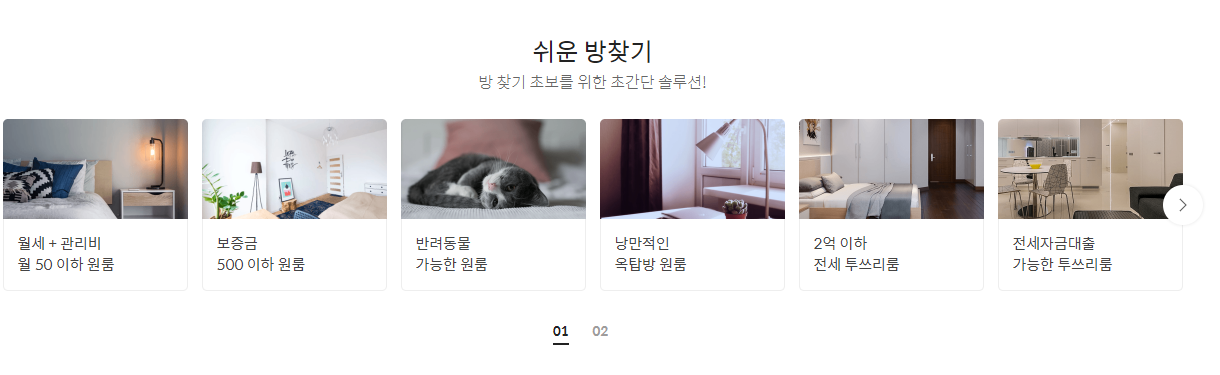 쉬운 방찾기
방 찾기 초보를 위한 초간단 솔루션!
월세 + 관리비
월 50 이하 원룸
보증금
500 이하 원룸
반려동물
가능한 원룸
낭만적인
옥탑방 원룸
2억 이하
전세 투쓰리룸
전세자금대출
가능한 투쓰리룸
01 02